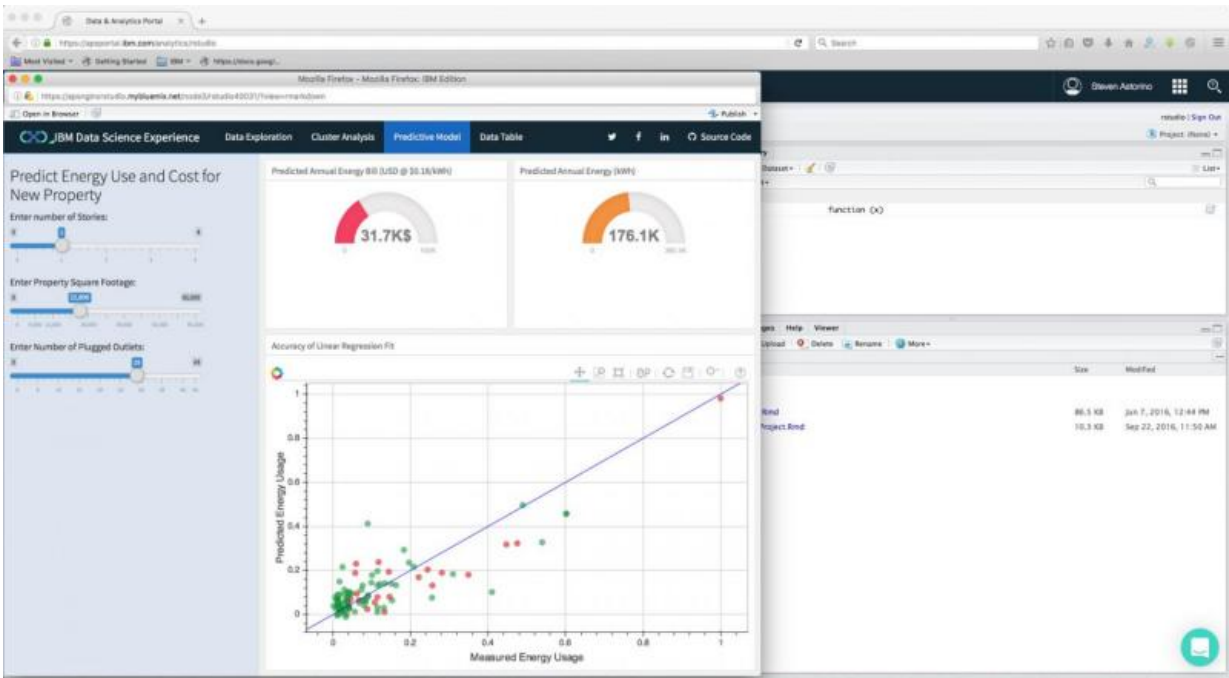 Data & Analytics Portal
Search
Most Visited
Getting Started
IBM
Mozilla Firefox – Mozilla Firefox: IBM Edition
Steven Astorino
Open in Browser
Publish
rstudio | Sign Out
Project: (None)
IBM Data Science Experience
Data Exploration
Cluster Analysis
Predictive Model
Data Table
Source Code
List
function (x)
Predict Energy Use and Cost for
New Property
Enter number of Stories:
Enter Property Square Footage:
Enter Number of Plugged Outlets:
Predicted Annual Energy Bill (USD @ $0.18/kWh)
31.7K$
0
100K
Predicted Annual Energy (kWh)
176.1K
0
Help
Viewer
Upload
Delete
Rename
More
Size
Modified
Rmd
86.5 KB
Jun 7, 2016, 12:44 PM
Project.Rmd
10.3 KB
Sep 22, 2016, 11:50 AM
Accuracy of Linear Regression Fit
Predicted Energy Usage
1
0.8
0.6
0.4
0.2
0
0
0.2
0.4
0.6
0.8
1
Measured Energy Usage